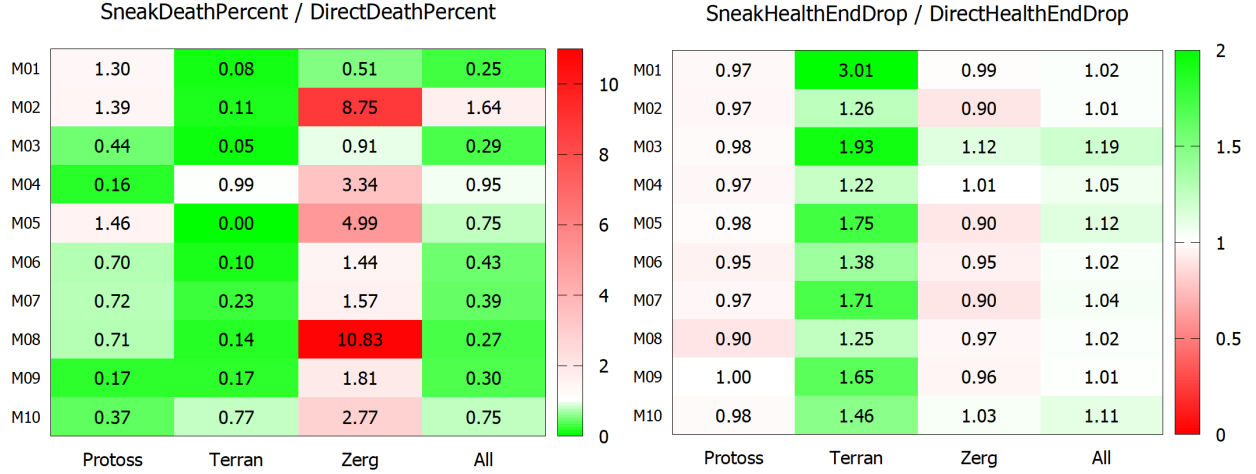 SneakDeathPercent / DirectDeathPercent
M01 1.30 0.08 0.51 0.25
M02 1.39 0.11 8.75 1.64
M03 0.44 0.05 0.91 0.29
M04 0.16 0.99 3.34 0.95
M05 1.46 0.00 4.99 0.75
M06 0.70 0.10 1.44 0.43
M07 0.72 0.23 1.57 0.39
M08 0.71 0.14 10.83 0.27
M09 0.17 0.17 1.81 0.30
M10 0.37 0.77 2.77 0.75
Protoss Terran Zerg All
10
8
6
4
2
0
SneakHealthEndDrop / DirectHealthEndDrop
M01 0.97 3.01 0.99 1.02
M02 0.97 1.26 0.90 1.01
M03 0.98 1.93 1.12 1.19
M04 0.97 1.22 1.01 1.05
M05 0.98 1.75 0.90 1.12
M06 0.95 1.38 0.95 1.02
M07 0.97 1.71 0.90 1.04
M08 0.90 1.25 0.97 1.02
M09 1.00 1.65 0.96 1.01
M10 0.98 1.46 1.03 1.11
Protoss Terran Zerg All
2
1.5
1
0.5
0